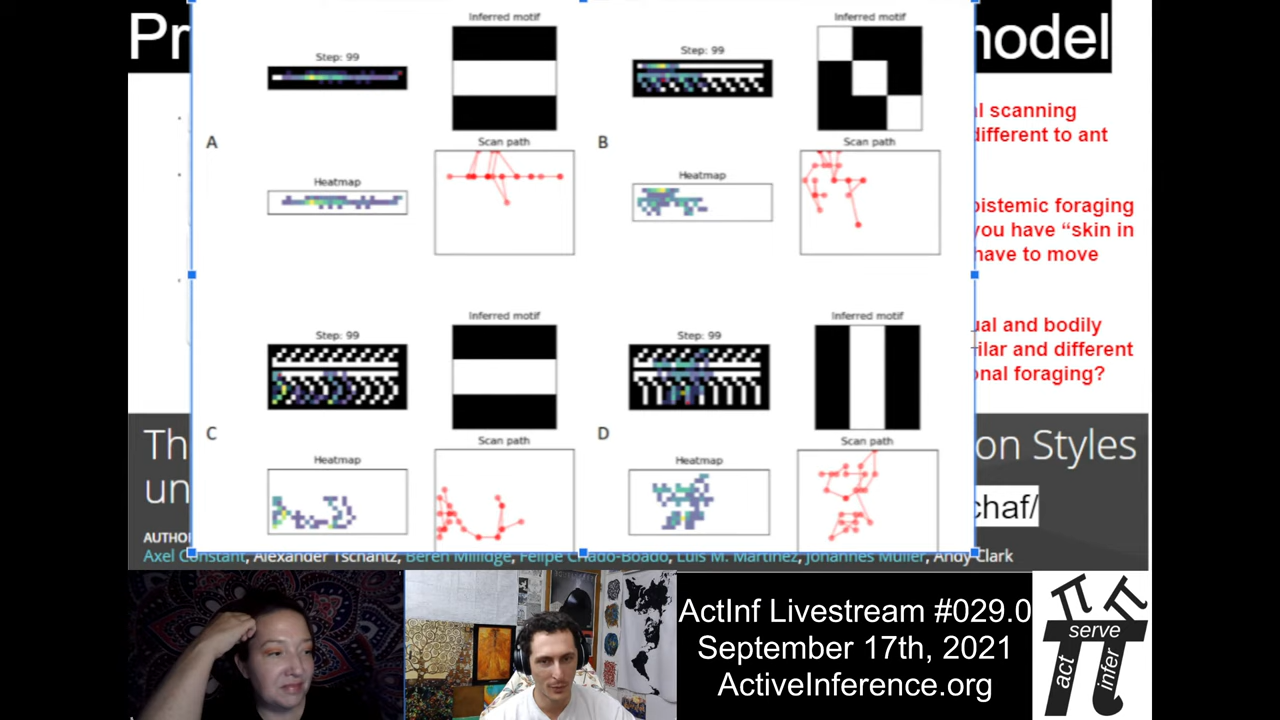 Pr
model
Inferred motif
Inferred motif
Step: 99
Step: 99
l scanning
different to ant
A
Scan path
B
Scan path
Heatmap
Heatmap
pistemic foraging
you have “skin in
have to move
Inferred motif
Inferred motif
Step: 99
Step: 99
ual and bodily
ilar and different
onal foraging?
C
Scan path
D
Scan path
Heatmap
Heatmap
Th
on Styles
un
chaf/
AUTHO
Axel Constant, Alexander Tschantz, Beren Millidge, Felipe Criado-Boado, Luis M. Martinez, Johannes Müller, Andy Clark
ActInf Livestream #029.0
September 17th, 2021
ActiveInference.org
serve
act
infer